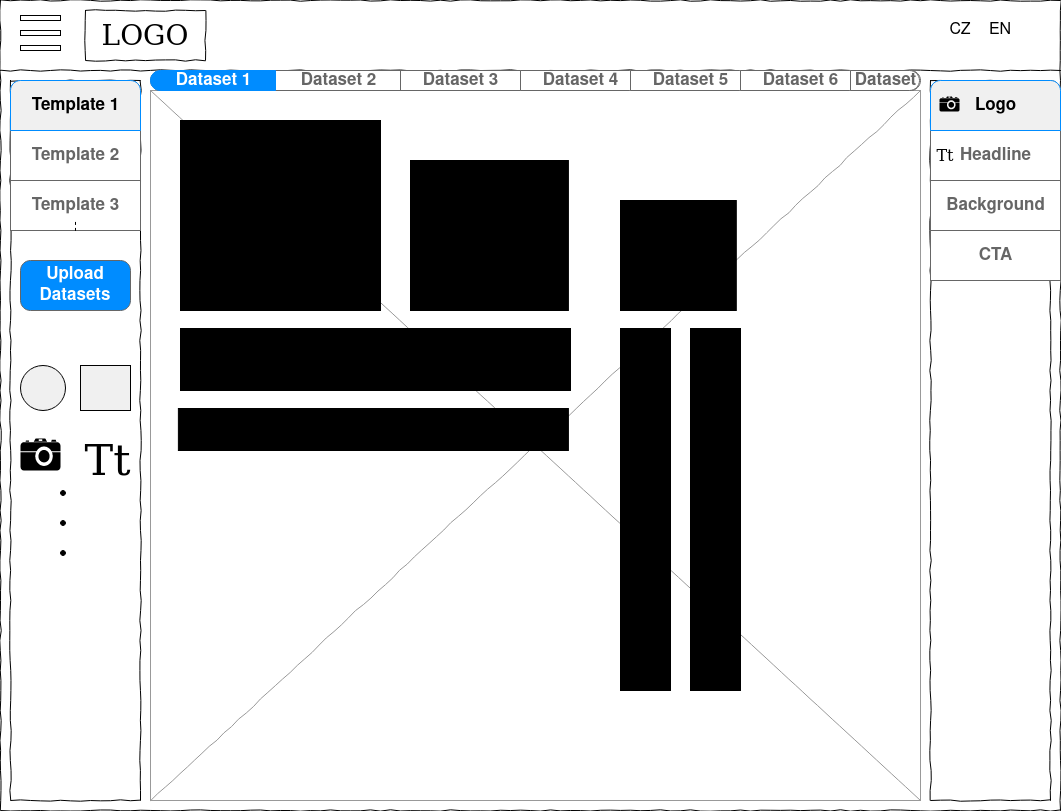 LOGO
CZ EN
Dataset 1 Dataset 2 Dataset 3 Dataset 4 Dataset 5 Dataset 6 Dataset
Template 1
Template 2
Template 3
Upload
Datasets
Tt
Logo
Tt Headline
Background
CTA